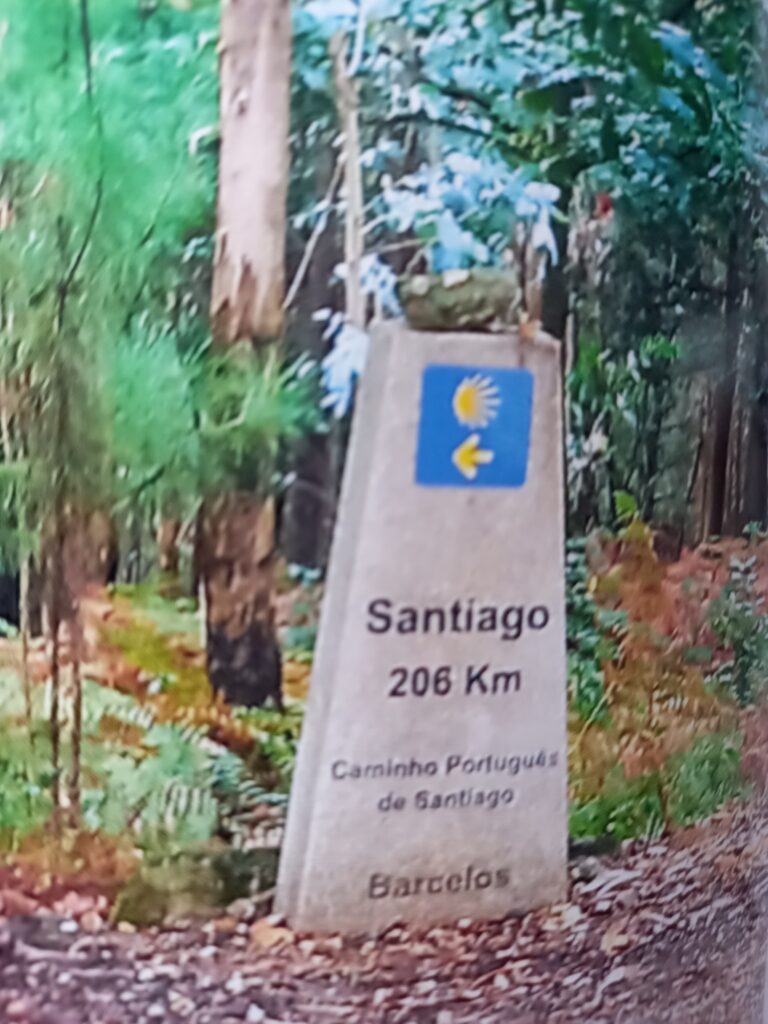 Santiago
206 Km
Caminho Português
de Santiago
Barcelos